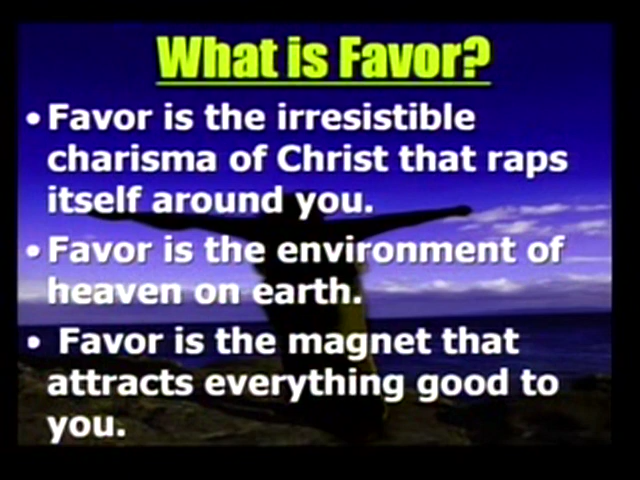 What is Favor?
• Favor is the irresistible
charisma of Christ that raps
itself around you.
• Favor is the environment of
heaven on earth.
• Favor is the magnet that
attracts everything good to
you.